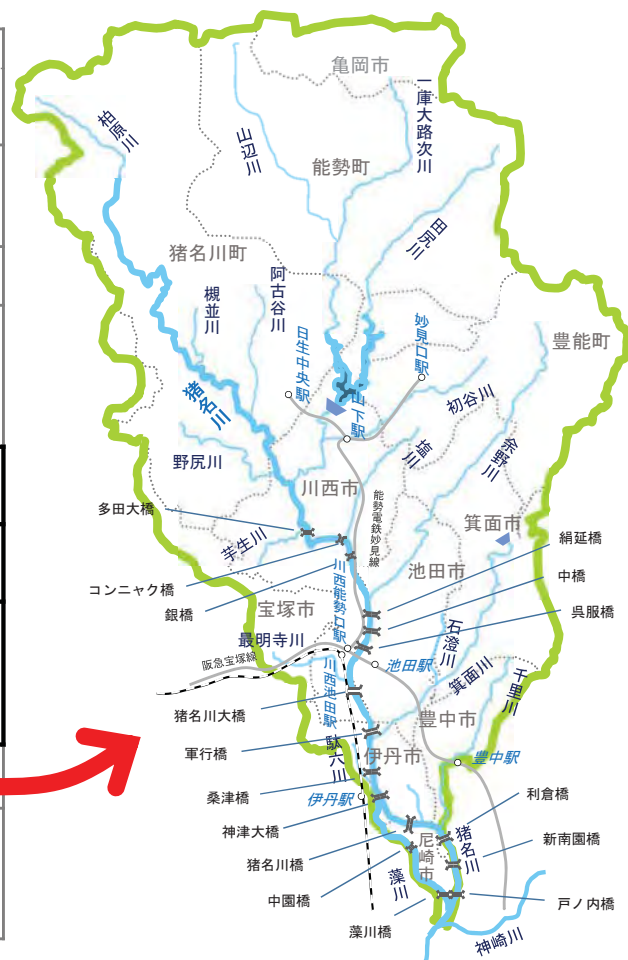 亀岡市
一庫大路次川
柏原川
山辺川
能勢町
田尻川
猪名川町
阿古谷川
槻並川
日生中央駅
妙見口駅
豊能町
猪名川
山下駅
初谷川
塩川
余野川
野尻川
川西市
能勢電鉄妙見線
多田大橋
箕面市
絹延橋
芋生川
池田市
中橋
コンニャク橋
川西能勢口駅
呉服橋
銀橋
宝塚市
石澄川
最明寺川
阪急宝塚線
川西池田駅
池田駅
箕面川
千里川
猪名川大橋
豊中市
軍行橋
駄六川
伊丹市
豊中駅
桑津橋
伊丹駅
利倉橋
神津大橋
猪名川
新南園橋
猪名川橋
尼崎市
藻川
中園橋
戸ノ内橋
藻川橋
神崎川